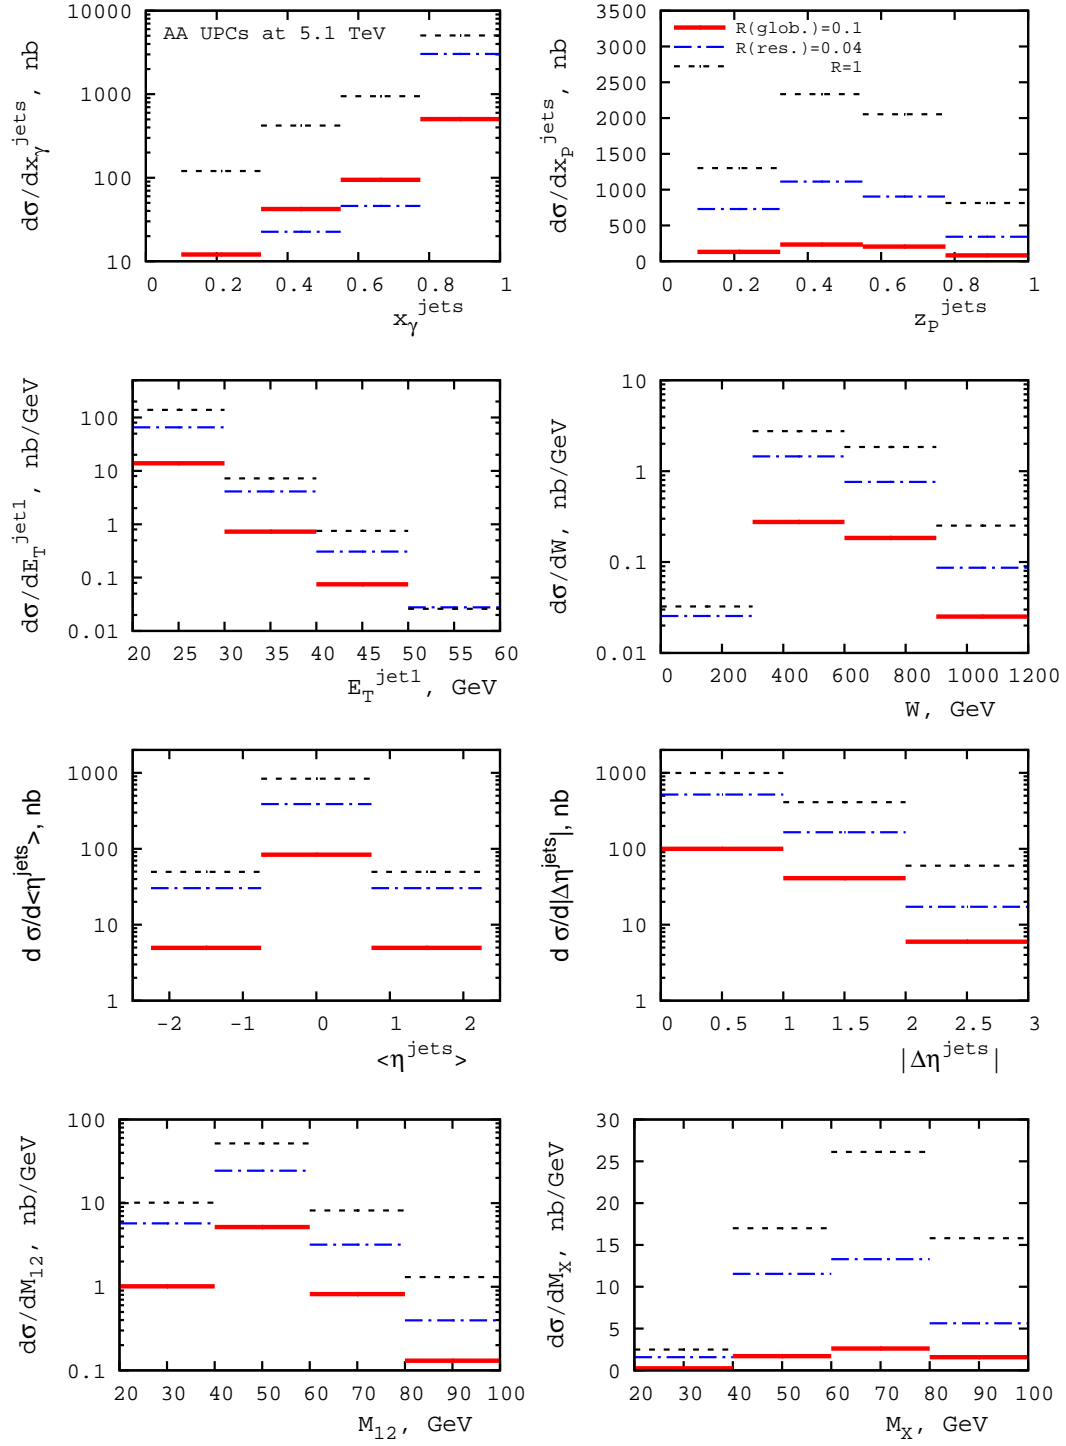 10000
1000
100
10
dσ/dx_γ^jets , nb
AA UPCs at 5.1 TeV
0 0.2 0.4 0.6 0.8 1
x_γ^jets
3500
3000
2500
2000
1500
1000
500
0
dσ/dx_P^jets , nb
R(glob.)=0.1
R(res.)=0.04
R=1
0 0.2 0.4 0.6 0.8 1
z_P^jets
100
10
1
0.1
0.01
dσ/dE_T^jet1 , nb/GeV
20 25 30 35 40 45 50 55 60
E_T^jet1, GeV
10
1
0.1
0.01
dσ/dW, nb/GeV
0 200 400 600 800 1000 1200
W, GeV
1000
100
10
1
d σ/d<η^jets>, nb
-2 -1 0 1 2
<η^jets>
1000
100
10
1
d σ/d|Δη^jets|, nb
0 0.5 1 1.5 2 2.5 3
|Δη^jets|
100
10
1
0.1
dσ/dM_12, nb/GeV
20 30 40 50 60 70 80 90 100
M_12, GeV
30
25
20
15
10
5
0
dσ/dM_X, nb/GeV
20 30 40 50 60 70 80 90 100
M_X, GeV